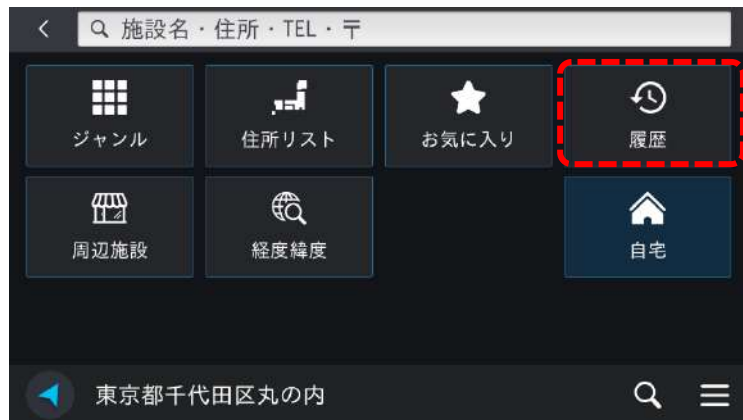 施設名・住所・TEL・〒
ジャンル
住所リスト
お気に入り
履歴
周辺施設
経度緯度
自宅
東京都千代田区丸の内